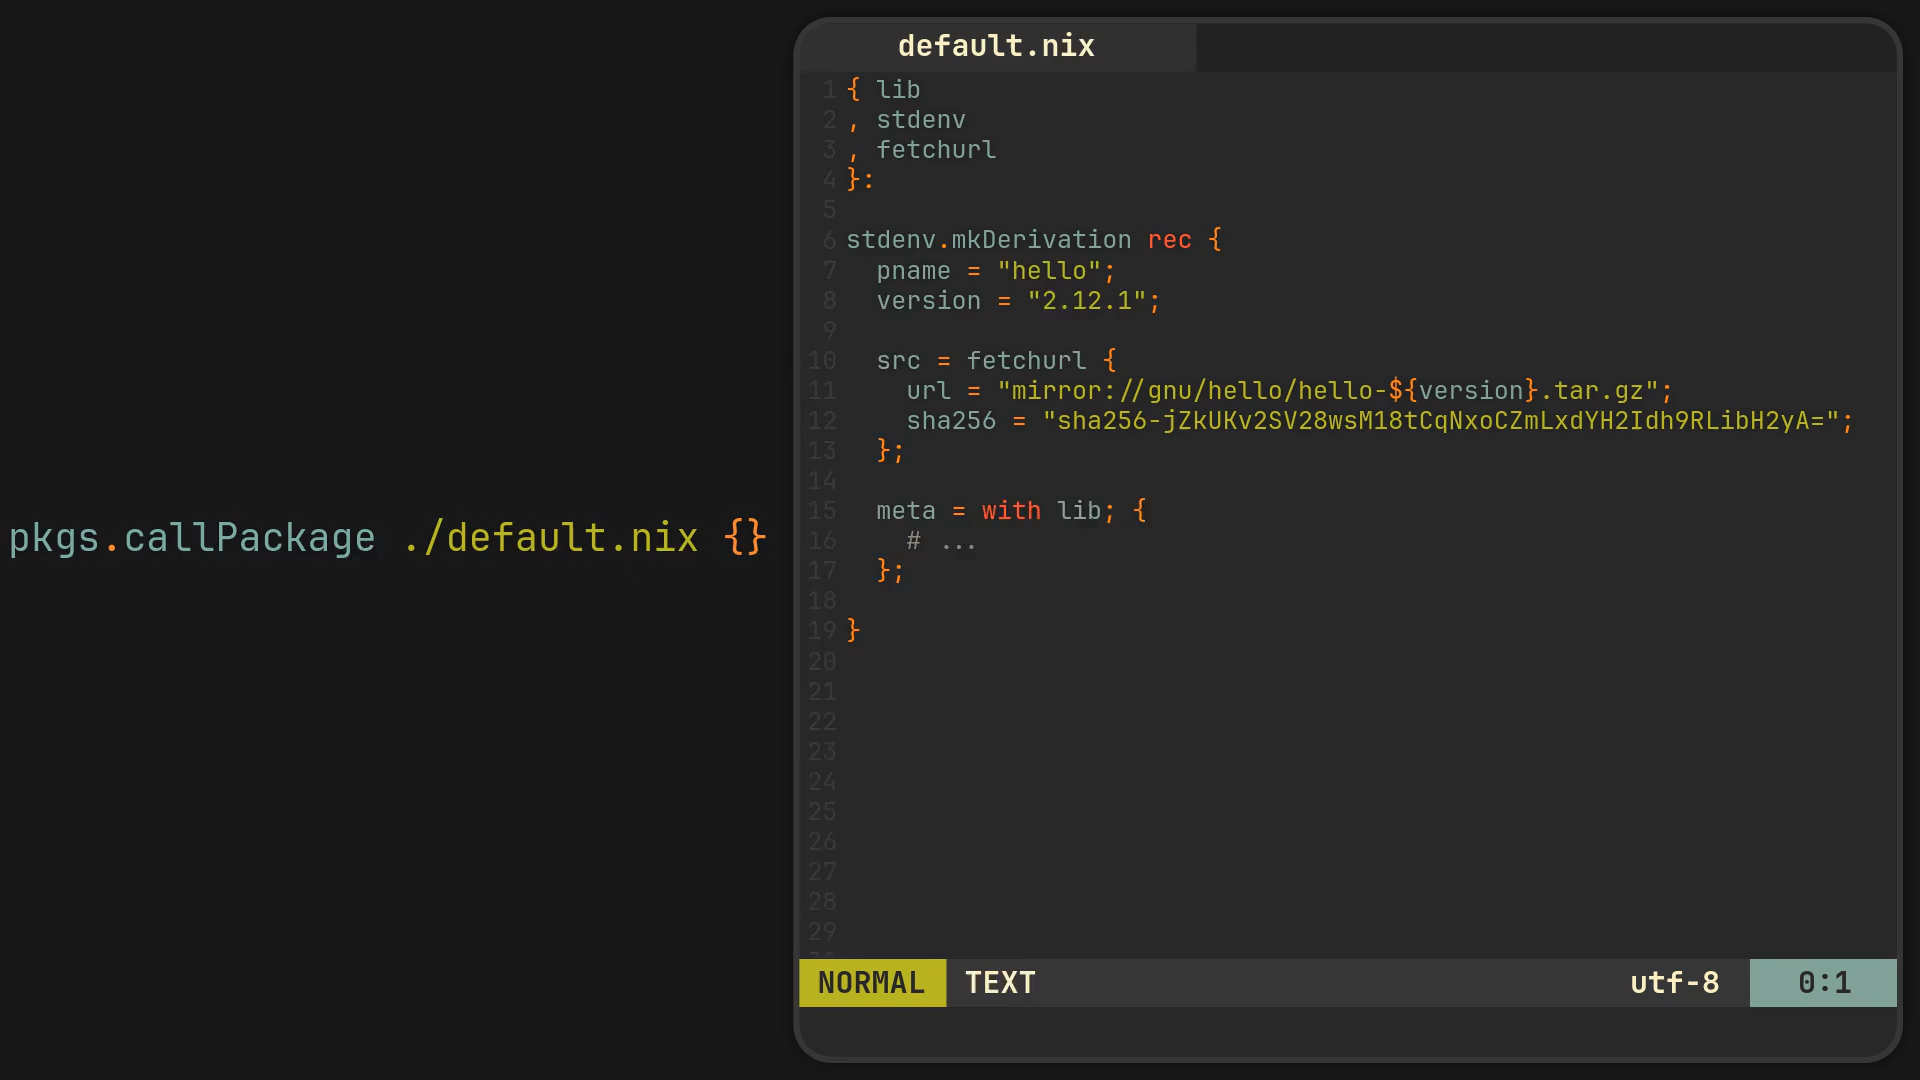 pkgs.callPackage ./default.nix {}
default.nix
1 { lib
2 , stdenv
3 , fetchurl
4 }:
5
6 stdenv.mkDerivation rec {
7   pname = "hello";
8   version = "2.12.1";
9
10   src = fetchurl {
11     url = "mirror://gnu/hello/hello-${version}.tar.gz";
12     sha256 = "sha256-jZkUKv2SV28wsM18tCqNxoCZmLxdYH2Idh9RLibH2yA=";
13   };
14
15   meta = with lib; {
16     # ...
17   };
18
19 }
20
21
22
23
24
25
26
27
28
29
NORMAL TEXT utf-8 0:1